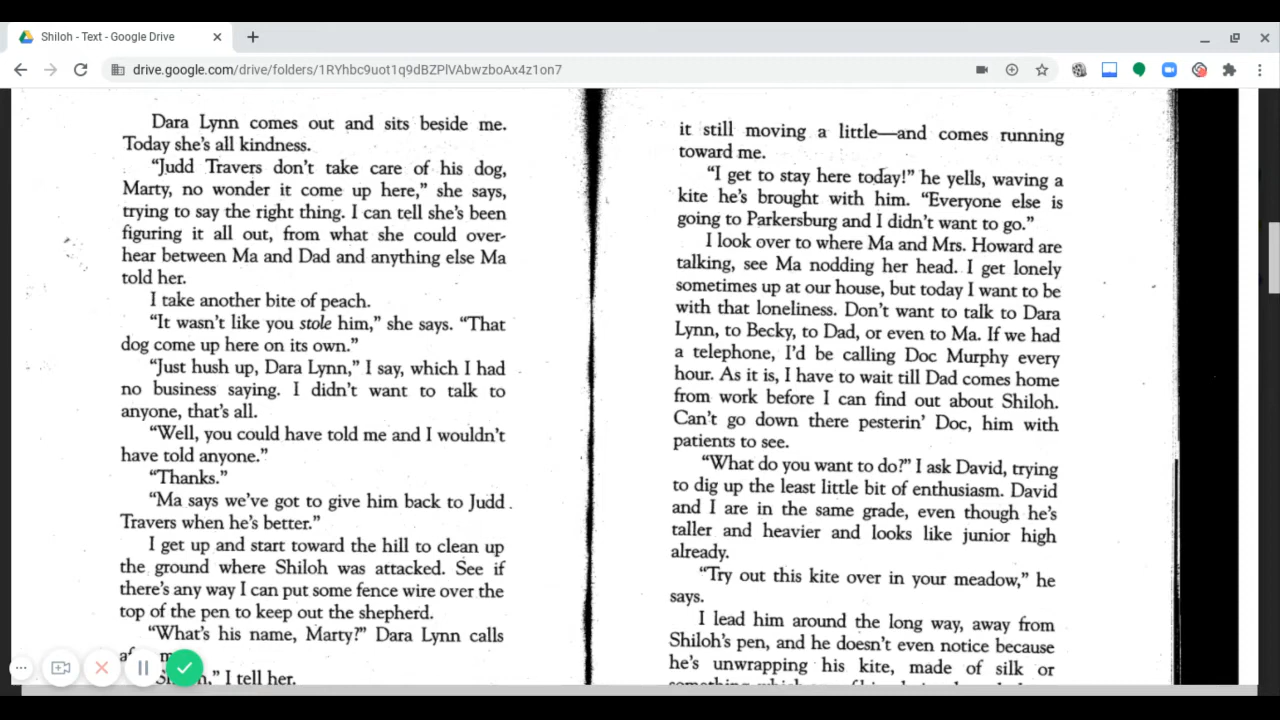 Shiloh - Text - Google Drive
drive.google.com/drive/folders/1RYhbc9uot1q9dBZPlVAbwzboAx4z1on7
Dara Lynn comes out and sits beside me.
Today she's all kindness.
“Judd Travers don't take care of his dog,
Marty, no wonder it come up here,” she says,
trying to say the right thing. I can tell she's been
figuring it all out, from what she could over-
hear between Ma and Dad and anything else Ma
told her.
I take another bite of peach.
“It wasn't like you stole him,” she says. “That
dog come up here on its own.”
“Just hush up, Dara Lynn,” I say, which I had
no business saying. I didn't want to talk to
anyone, that's all.
“Well, you could have told me and I wouldn't
have told anyone.”
“Thanks.”
“Ma says we've got to give him back to Judd
Travers when he's better.”
I get up and start toward the hill to clean up
the ground where Shiloh was attacked. See if
there's any way I can put some fence wire over the
top of the pen to keep out the shepherd.
“What's his name, Marty?” Dara Lynn calls
I tell her.
it still moving a little—and comes running
toward me.
“I get to stay here today!” he yells, waving a
kite he's brought with him. “Everyone else is
going to Parkersburg and I didn't want to go.”
I look over to where Ma and Mrs. Howard are
talking, see Ma nodding her head. I get lonely
sometimes up at our house, but today I want to be
with that loneliness. Don't want to talk to Dara
Lynn, to Becky, to Dad, or even to Ma. If we had
a telephone, I'd be calling Doc Murphy every
hour. As it is, I have to wait till Dad comes home
from work before I can find out about Shiloh.
Can't go down there pesterin' Doc, him with
patients to see.
“What do you want to do?” I ask David, trying
to dig up the least little bit of enthusiasm. David
and I are in the same grade, even though he's
taller and heavier and looks like junior high
already.
“Try out this kite over in your meadow,” he
says.
I lead him around the long way, away from
Shiloh's pen, and he doesn't even notice because
he's unwrapping his kite, made of silk or